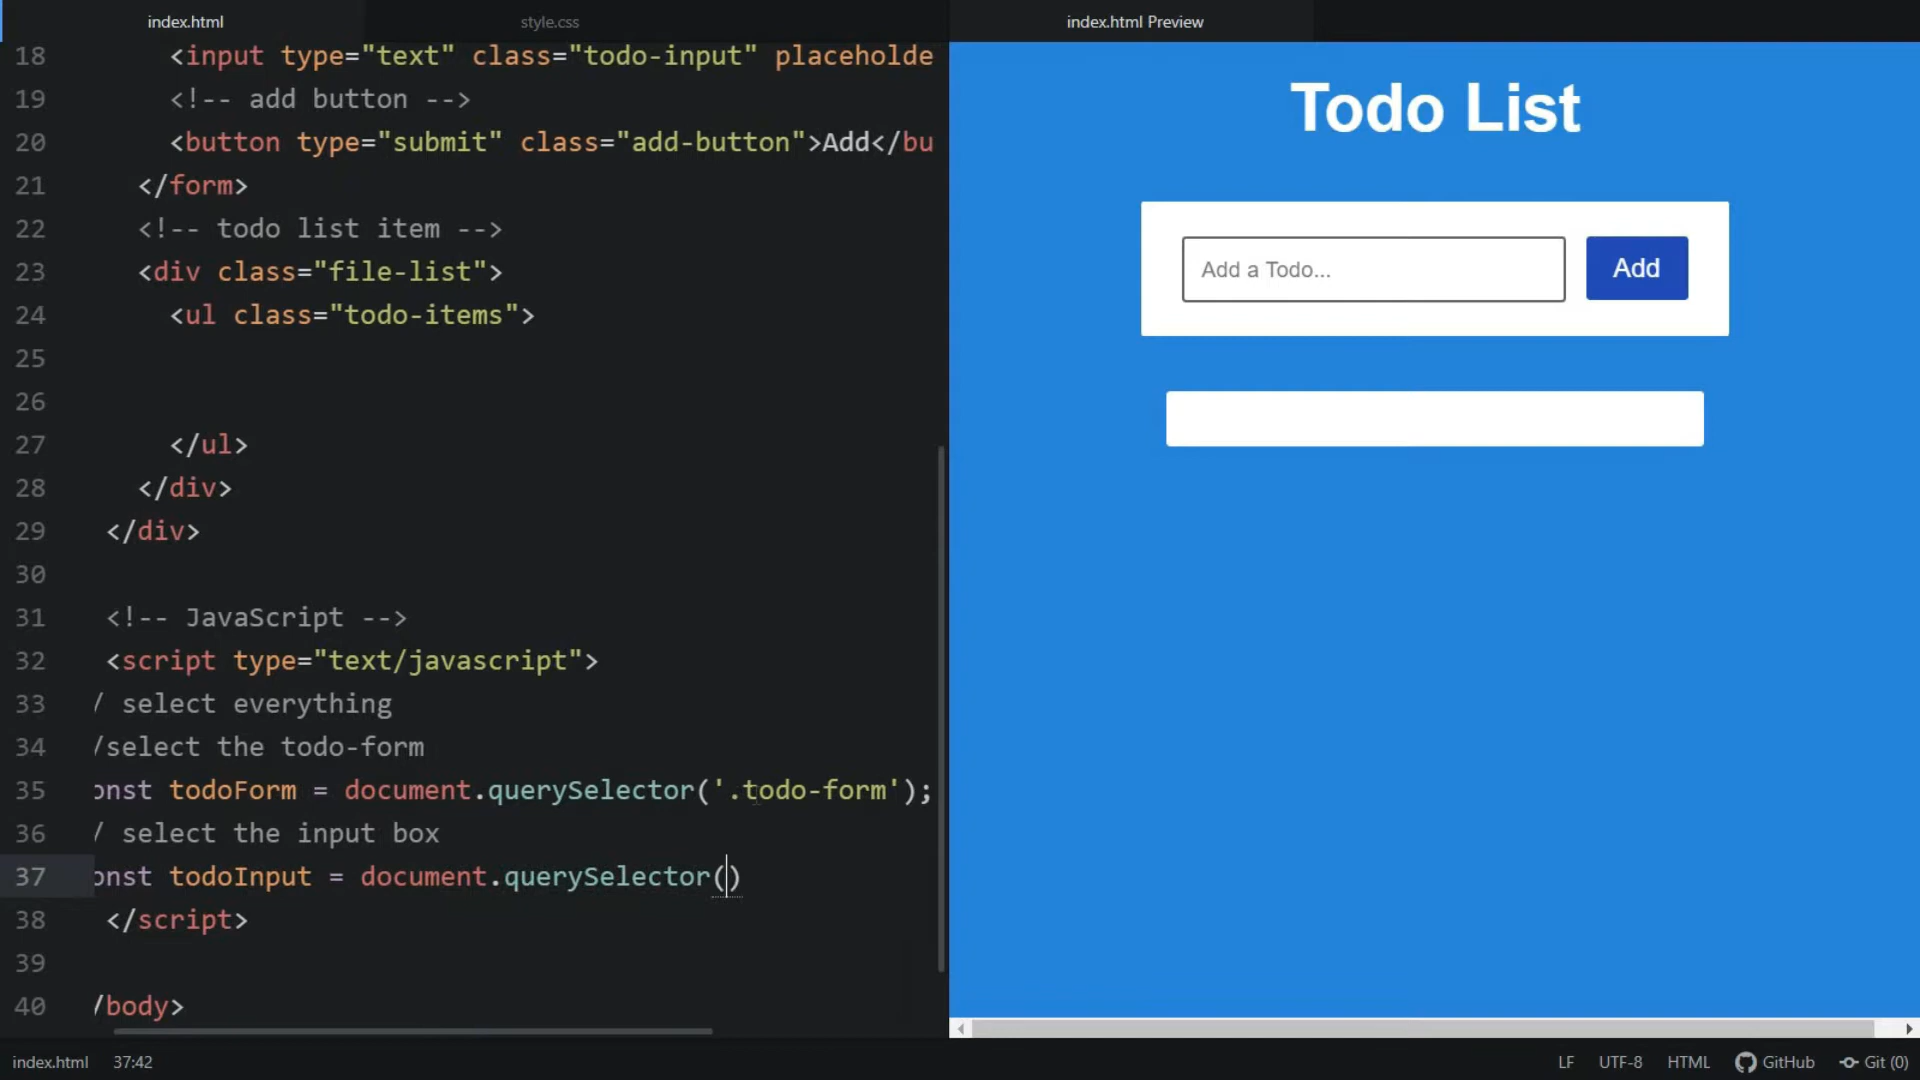 index.html
style.css
index.html Preview
18 <input type="text" class="todo-input" placeholde
19 <!-- add button -->
20 <button type="submit" class="add-button">Add</bu
21 </form>
22 <!-- todo list item -->
23 <div class="file-list">
24 <ul class="todo-items">
25
26
27 </ul>
28 </div>
29 </div>
30
31 <!-- JavaScript -->
32 <script type="text/javascript">
33 / select everything
34 /select the todo-form
35 onst todoForm = document.querySelector('.todo-form');
36 / select the input box
37 onst todoInput = document.querySelector()
38 </script>
39
40 /body>
Todo List
Add a Todo...
Add
index.html 37:42
LF UTF-8 HTML GitHub Git (0)